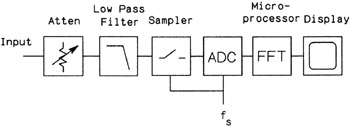 Low Pass
Filter
Micro-
processor
Atten
Sampler
Display
Input
ADC
FFT
fs